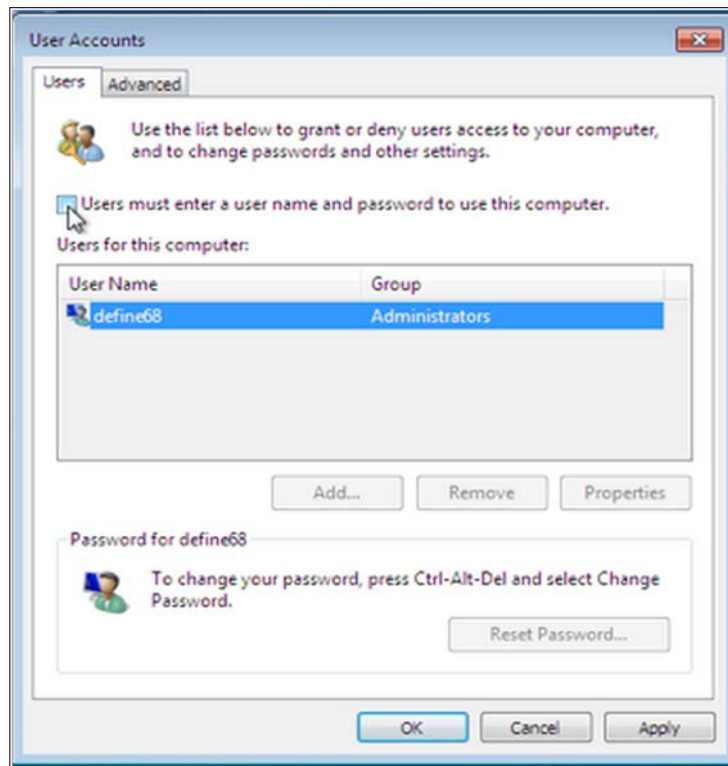 User Accounts
Users
Advanced
Use the list below to grant or deny users access to your computer,
and to change passwords and other settings.
Users must enter a user name and password to use this computer.
Users for this computer:
User Name Group
define68 Administrators
Add... Remove Properties
Password for define68
To change your password, press Ctrl-Alt-Del and select Change
Password.
Reset Password...
OK Cancel Apply